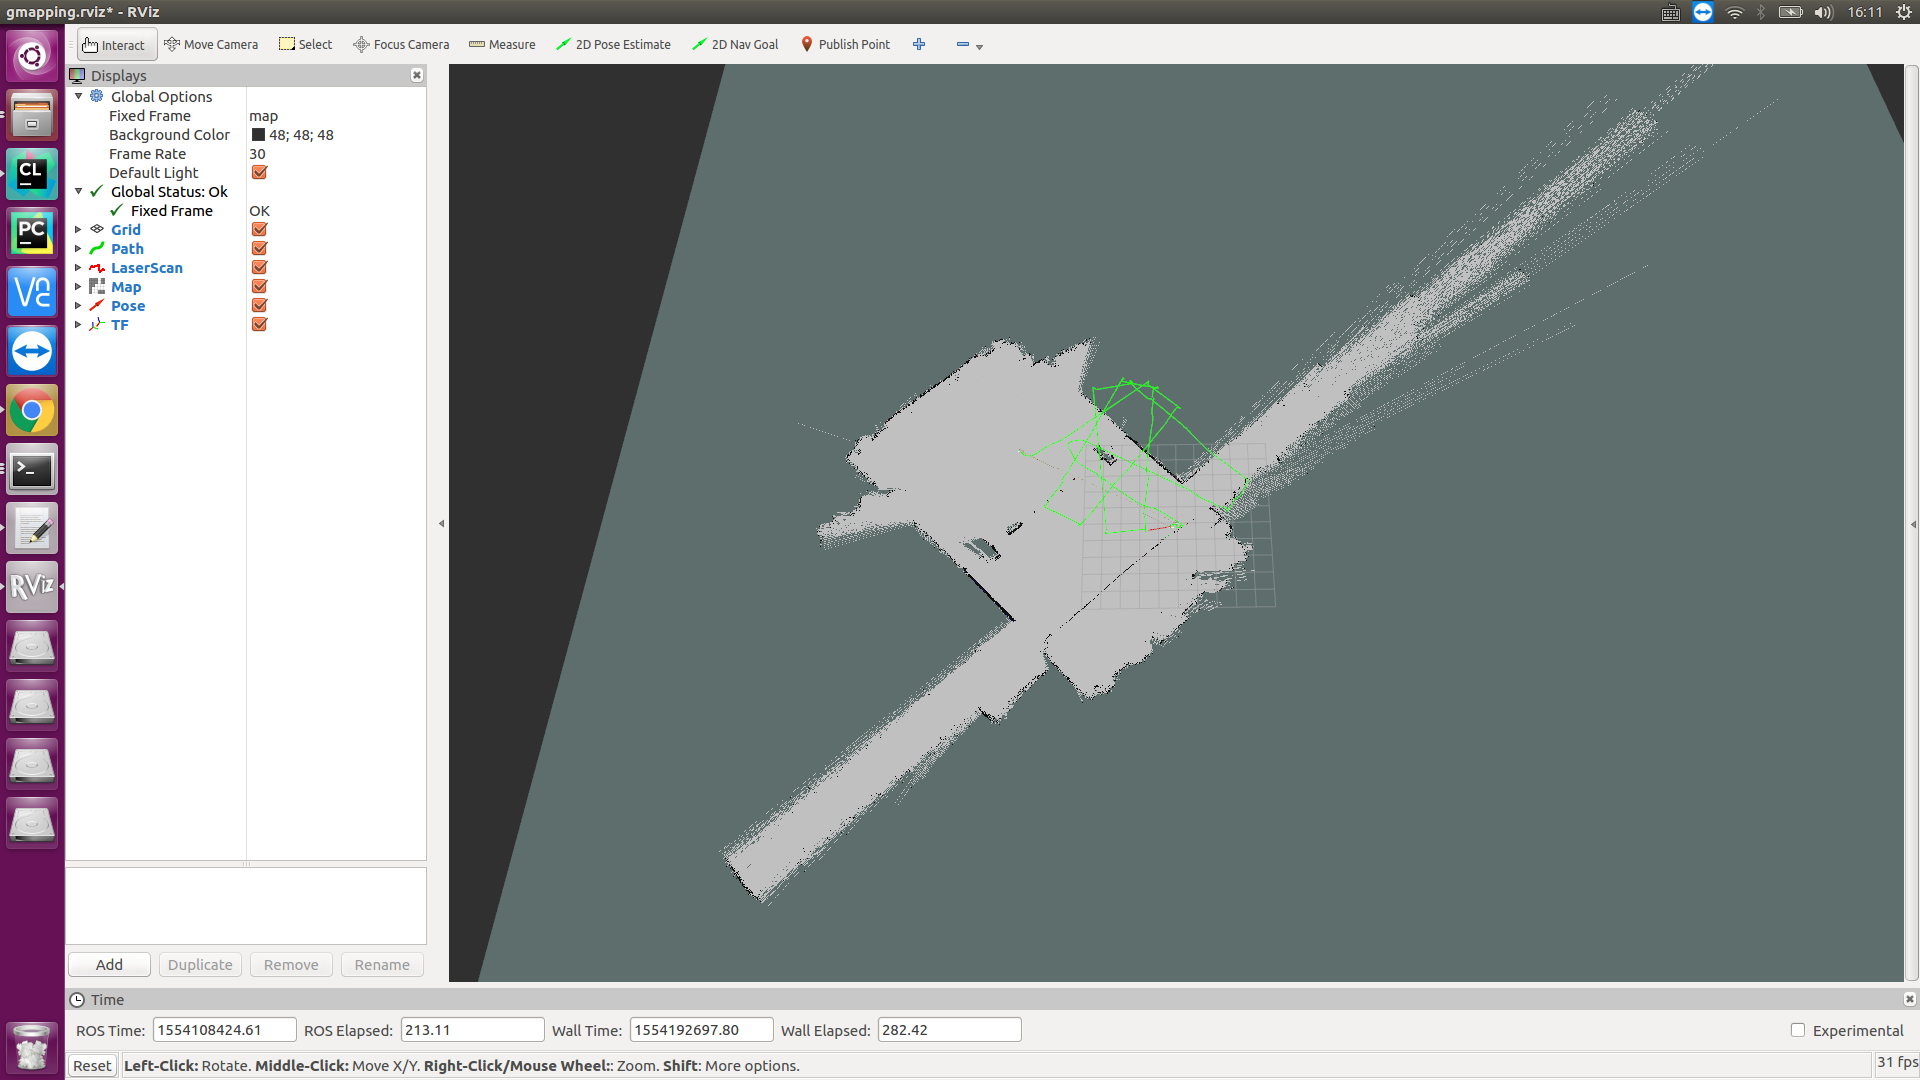 gmapping.rviz* - RViz
16:11
Interact
Move Camera
Select
Focus Camera
Measure
2D Pose Estimate
2D Nav Goal
Publish Point
Displays
Global Options
Fixed Frame map
Background Color 48; 48; 48
Frame Rate 30
Default Light
Global Status: Ok
Fixed Frame OK
Grid
Path
LaserScan
Map
Pose
TF
CL
PC
RViz
Add
Duplicate
Remove
Rename
Time
ROS Time: 1554108424.61 ROS Elapsed: 213.11 Wall Time: 1554192697.80 Wall Elapsed: 282.42
Experimental
Reset
Left-Click: Rotate. Middle-Click: Move X/Y. Right-Click/Mouse Wheel:: Zoom. Shift: More options.
31 fps